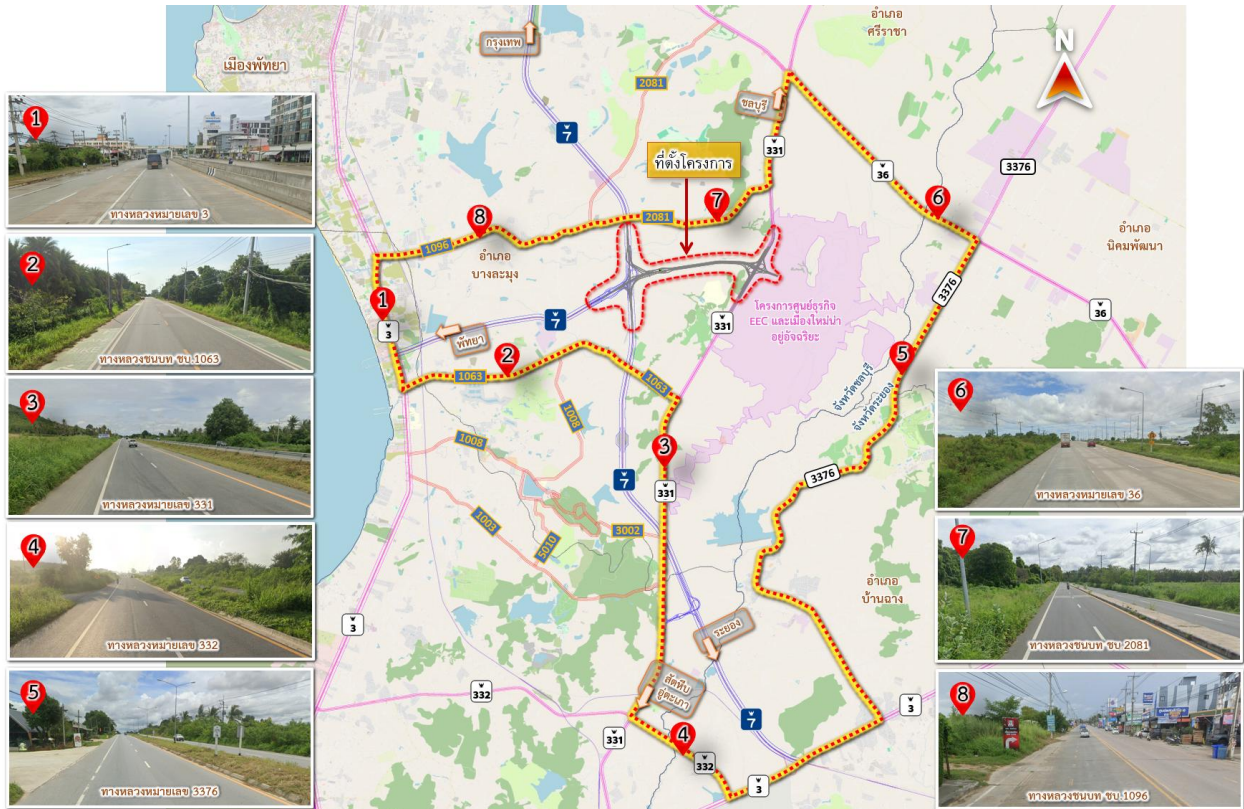 กรุงเทพ
อำเภอ
ศรีราชา
เมืองพัทยา
N
2081
ชลบุรี
7
331
ที่ตั้งโครงการ
36
3376
6
7
8
2081
1096
อำเภอ
บางละมุง
อำเภอ
นิคมพัฒนา
3376
1
3
พัทยา
7
331
โครงการศูนย์ธุรกิจ
EEC และเมืองใหม่น่า
อยู่อัจฉริยะ
36
2
1063
1063
5
จังหวัดชลบุรี
จังหวัดระยอง
1008
1008
3
7
331
3376
1003
5010
3002
อำเภอ
บ้านฉาง
3
ระยอง
สัตหีบ
อู่ตะเภา
332
331
4
332
7
3
3
1
ทางหลวงหมายเลข 3
2
ทางหลวงชนบท ชบ.1063
3
ทางหลวงหมายเลข 331
4
ทางหลวงหมายเลข 332
5
ทางหลวงหมายเลข 3376
6
ทางหลวงหมายเลข 36
7
ทางหลวงชนบท ชบ 2081
8
ทางหลวงชนบท ชบ 1096